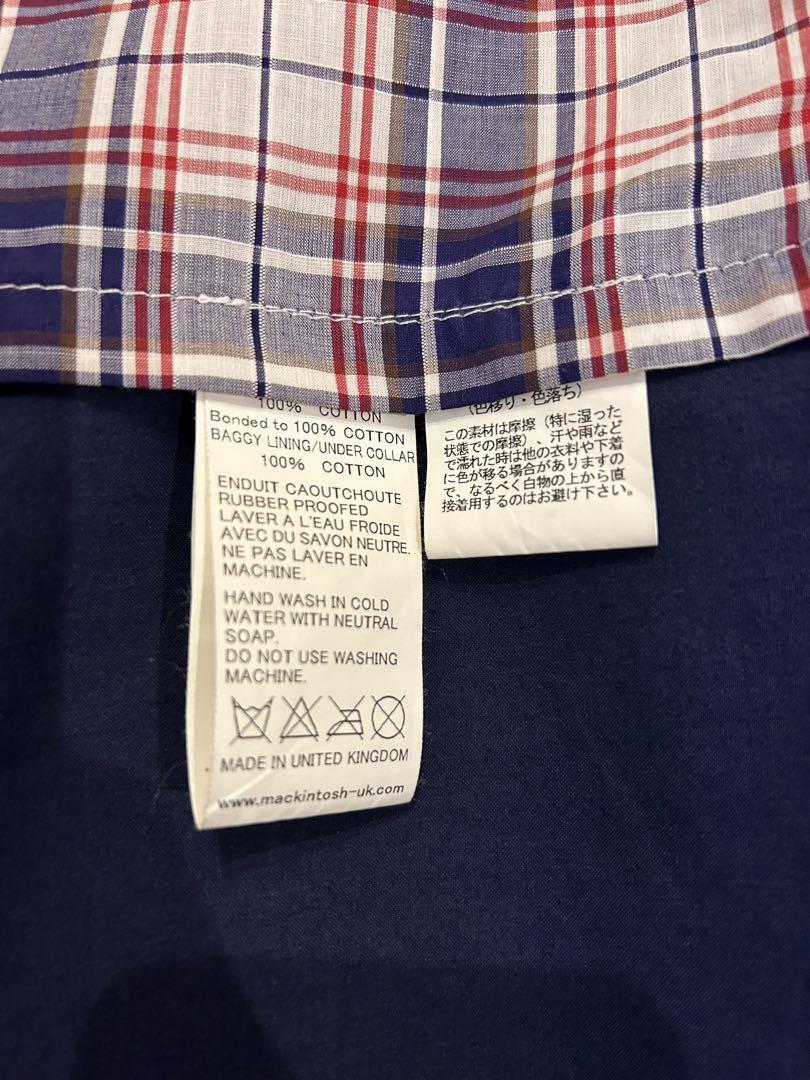 100% COTTON
Bonded to 100% COTTON
BAGGY LINING/UNDER COLLAR
100% COTTON
ENDUIT CAOUTCHOUTE
RUBBER PROOFED
LAVER A L'EAU FROIDE
AVEC DU SAVON NEUTRE.
NE PAS LAVER EN
MACHINE.
HAND WASH IN COLD
WATER WITH NEUTRAL
SOAP.
DO NOT USE WASHING
MACHINE.
MADE IN UNITED KINGDOM
www.mackintosh-uk.com
(色移り・色落ち)
この素材は摩擦(特に湿った
状態での摩擦)、汗や雨など
で濡れた時は他の衣料や下着
に色が移る場合がありますの
で、なるべく白物の上から直
接着用するのはお避け下さい。